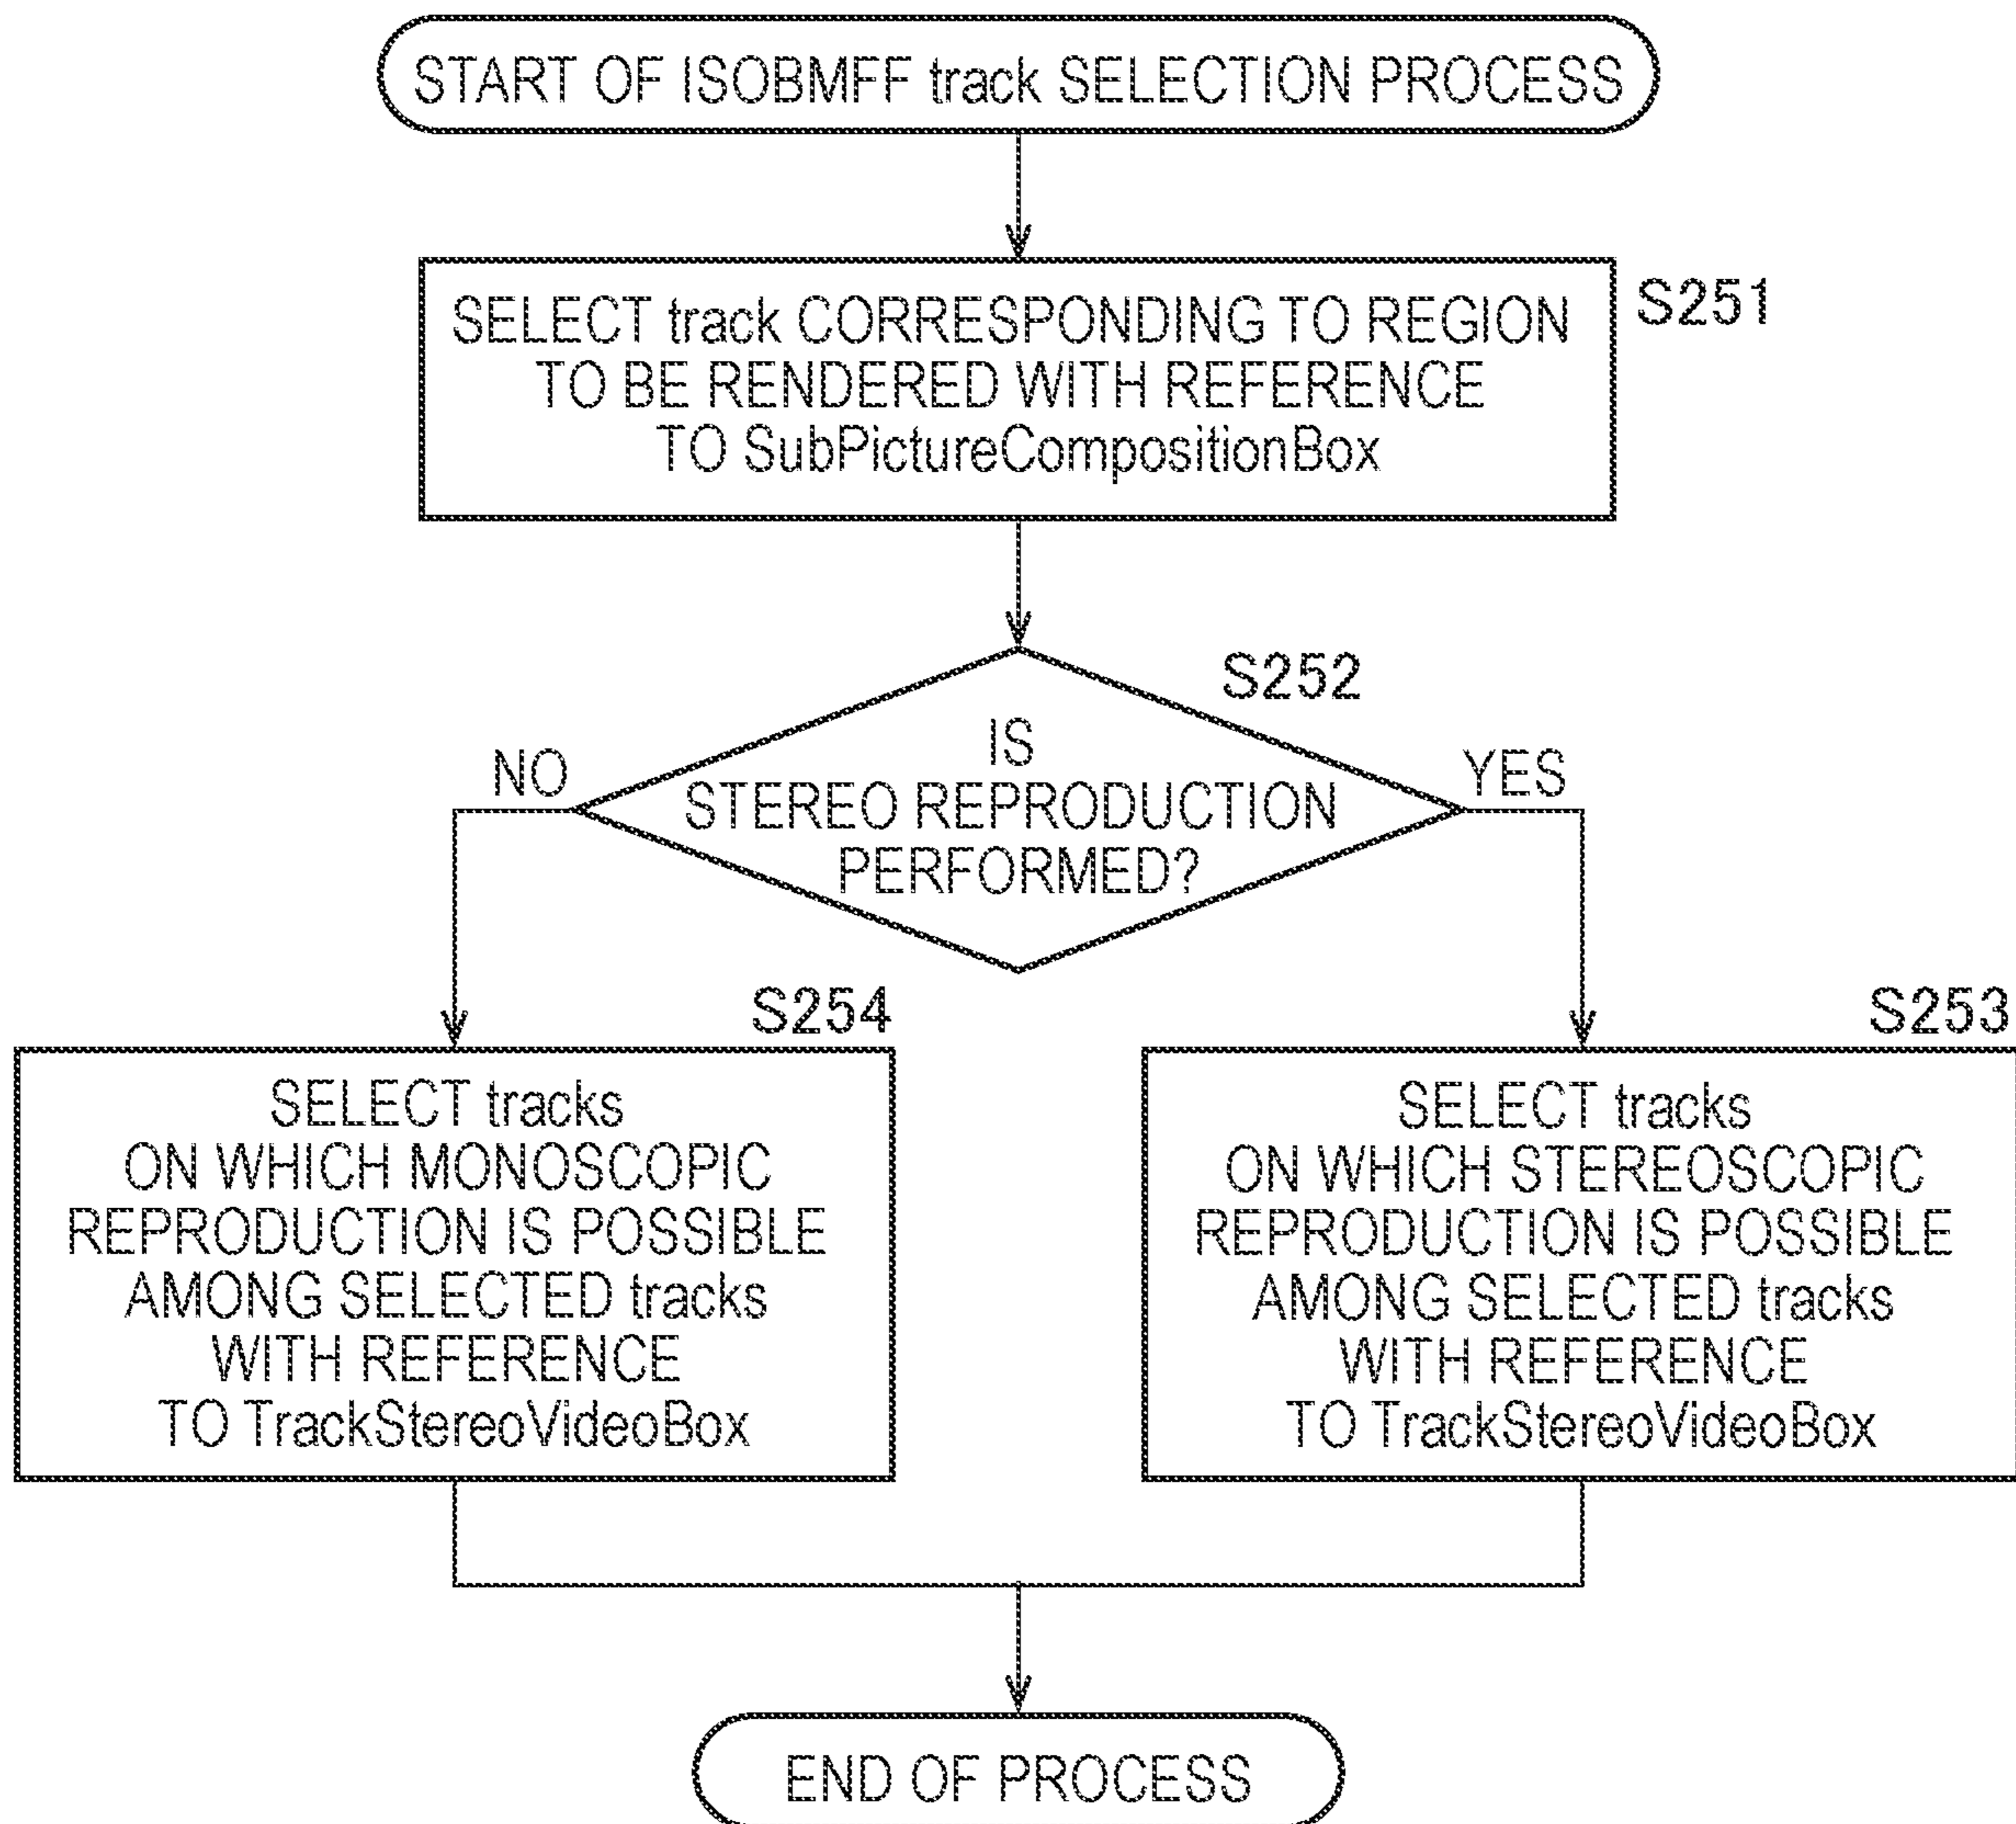 START OF ISOBMFF track SELECTION PROCESS
SELECT track CORRESPONDING TO REGION
TO BE RENDERED WITH REFERENCE
TO SubPictureCompositionBox
S251
S252
IS
STEREO REPRODUCTION
PERFORMED?
NO
YES
S254
SELECT tracks
ON WHICH MONOSCOPIC
REPRODUCTION IS POSSIBLE
AMONG SELECTED tracks
WITH REFERENCE
TO TrackStereoVideoBox
S253
SELECT tracks
ON WHICH STEREOSCOPIC
REPRODUCTION IS POSSIBLE
AMONG SELECTED tracks
WITH REFERENCE
TO TrackStereoVideoBox
END OF PROCESS